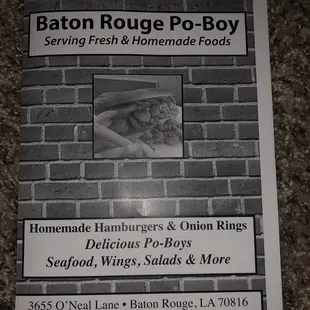 Baton Rouge Po-Boy
Serving Fresh & Homemade Foods
Homemade Hamburgers & Onion Rings
Delicious Po-Boys
Seafood, Wings, Salads & More
3655 O'Neal Lane • Baton Rouge, LA 70816